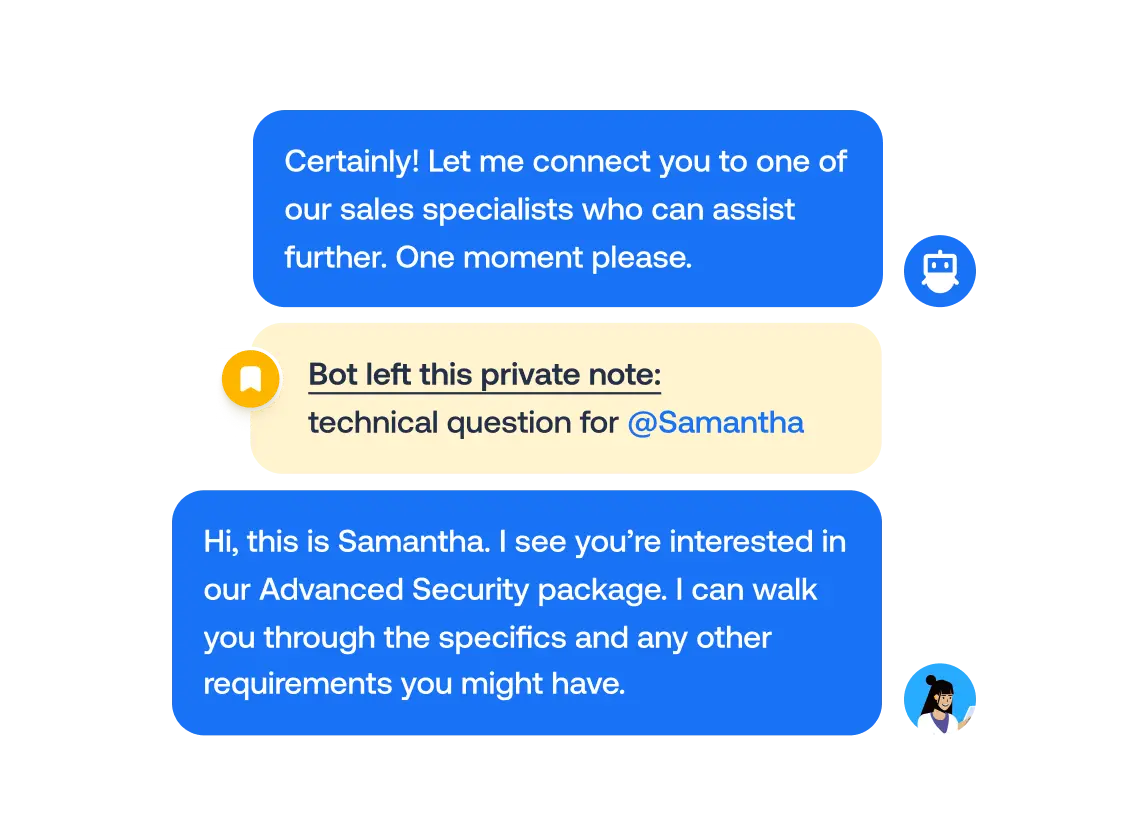 Certainly! Let me connect you to one of
our sales specialists who can assist
further. One moment please.
Bot left this private note:
technical question for @Samantha
Hi, this is Samantha. I see you’re interested in
our Advanced Security package. I can walk
you through the specifics and any other
requirements you might have.